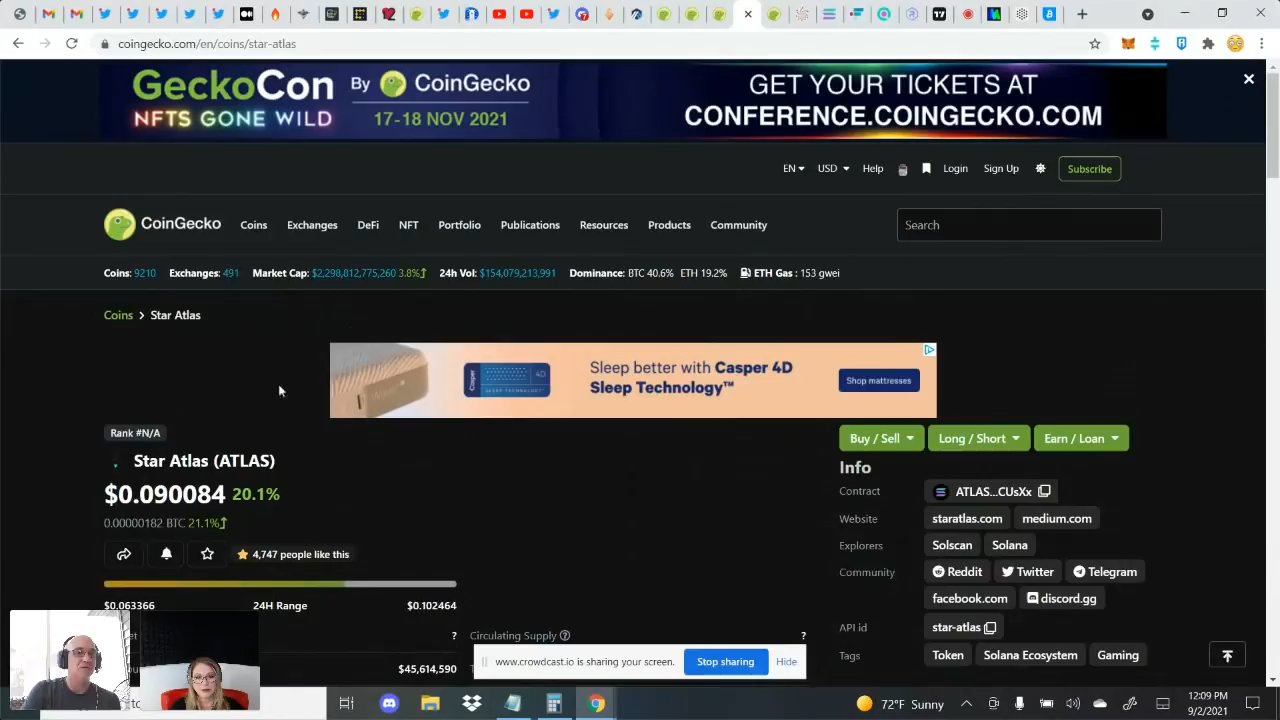 coingecko.com/en/coins/star-atlas
GeckoCon By CoinGecko
NFTS GONE WILD 17-18 NOV 2021
GET YOUR TICKETS AT
CONFERENCE.COINGECKO.COM
EN USD Help Login Sign Up Subscribe
CoinGecko Coins Exchanges DeFi NFT Portfolio Publications Resources Products Community Search
Coins: 9210 Exchanges: 491 Market Cap: $2,298,812,775,260 3.8% 24h Vol: $154,079,213,991 Dominance: BTC 40.6% ETH 19.2% ETH Gas : 153 gwei
Coins > Star Atlas
Casper 4D
Sleep better with Casper 4D
Sleep Technology™
Shop mattresses
Rank #N/A
Buy / Sell Long / Short Earn / Loan
Star Atlas (ATLAS)
Info
$0.090084 20.1%
Contract ATLAS...CUsXx
0.00000182 BTC 21.1%
Website staratlas.com medium.com
Explorers Solscan Solana
4,747 people like this
Community Reddit Twitter Telegram
facebook.com discord.gg
$0.063366 24H Range $0.102464
API id star-atlas
? Circulating Supply ? ?
Tags Token Solana Ecosystem Gaming
$45,614,590
www.crowdcast.io is sharing your screen. Stop sharing Hide
72°F Sunny
12:09 PM
9/2/2021